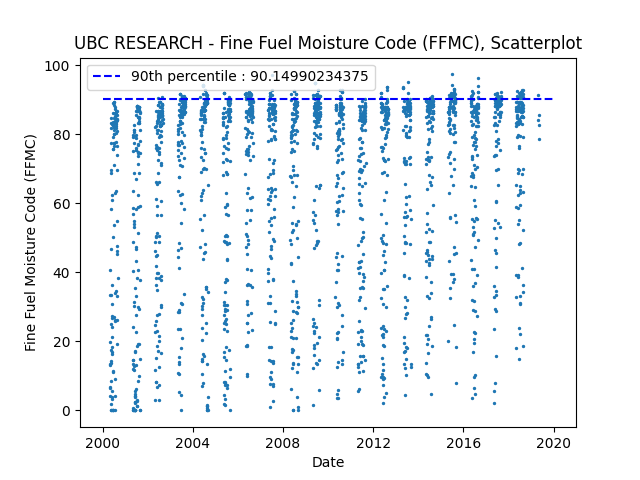 UBC RESEARCH - Fine Fuel Moisture Code (FFMC), Scatterplot
90th percentile : 90.14990234375
100
80
60
40
20
0
Fine Fuel Moisture Code (FFMC)
2000 2004 2008 2012 2016 2020
Date